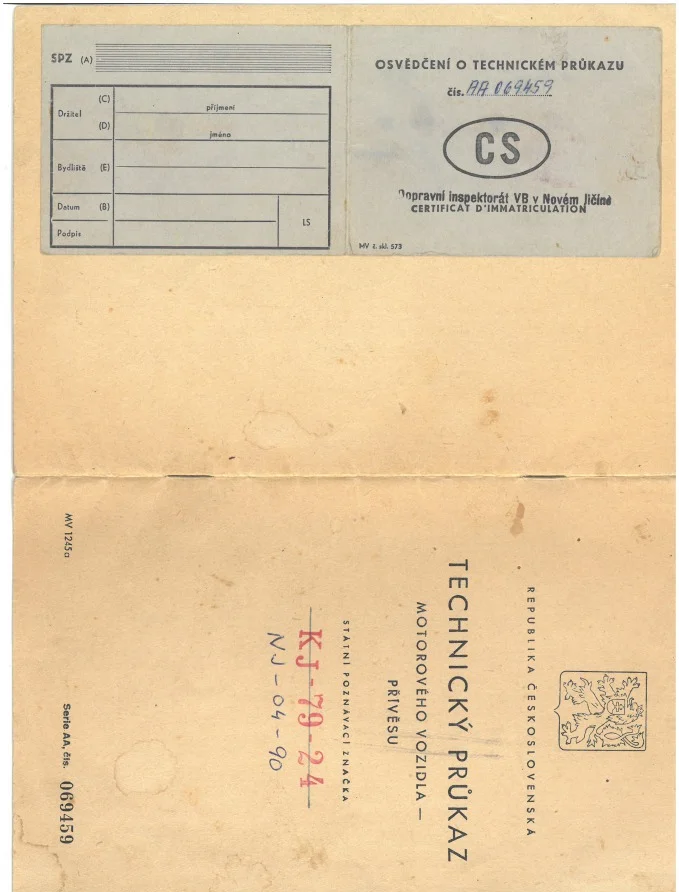 SPZ (A)
Držitel
(C)
příjmení
(D)
jméno
Bydliště (E)
Datum (B)
Podpis
LS
OSVĚDČENÍ O TECHNICKÉM PRŮKAZU
čís. AA 069459
CS
Dopravní inspektorát VB v Novém Jičíně
CERTIFICAT D'IMMATRICULATION
MV č. skl. 573
REPUBLIKA ČESKOSLOVENSKÁ
TECHNICKÝ PRŮKAZ
MOTOROVÉHO VOZIDLA —
PŘÍVĚSU
STÁTNÍ POZNÁVACÍ ZNAČKA
KJ-79-24
NJ-04-90
MV 1245a
Serie AA, čís. 069459